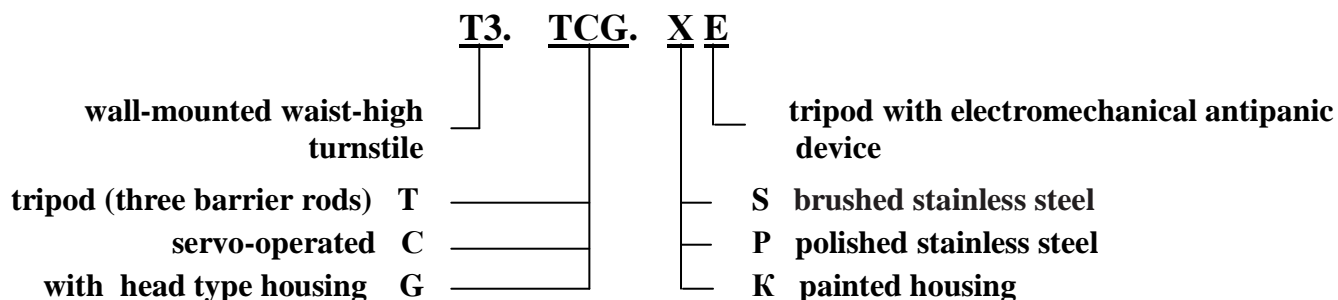 T3. TCG. X E
wall-mounted waist-high tripod with electromechanical antipanic
turnstile device
tripod (three barrier rods) T S brushed stainless steel
servo-operated C P polished stainless steel
with head type housing G К painted housing